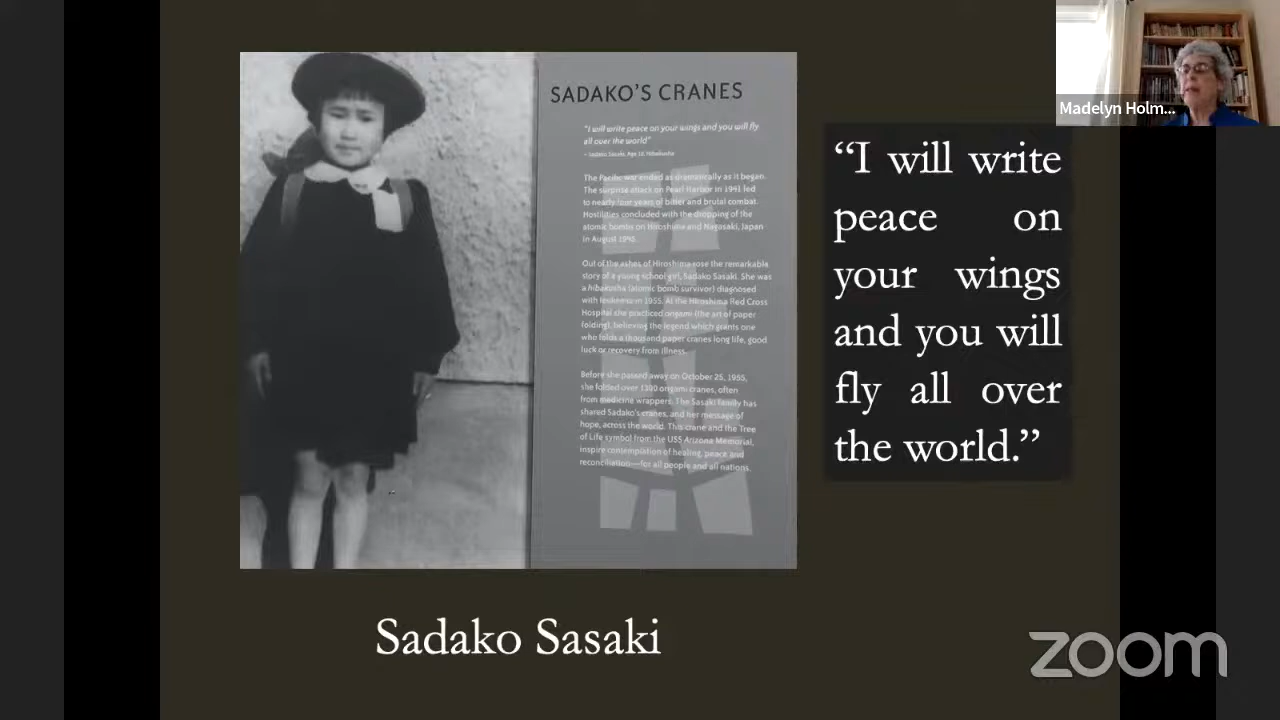 Madelyn Holm...
SADAKO'S CRANES
"I will write peace on your wings and you will fly
all over the world"
– Sadako Sasaki, Age 12, Hibakusha
The Pacific war ended as dramatically as it began.
The surprise attack on Pearl Harbor in 1941 led
to nearly four years of bitter and brutal combat.
Hostilities concluded with the dropping of the
atomic bombs on Hiroshima and Nagasaki, Japan
in August 1945.
Out of the ashes of Hiroshima rose the remarkable
story of a young school girl, Sadako Sasaki. She was
a hibakusha (atomic bomb survivor) diagnosed
with leukemia in 1955. At the Hiroshima Red Cross
Hospital she practiced origami (the art of paper
folding), believing the legend which grants one
who folds a thousand paper cranes long life, good
luck or recovery from illness.
Before she passed away on October 25, 1955,
she folded over 1300 origami cranes, often
from medicine wrappers. The Sasaki family has
shared Sadako's cranes, and her message of
hope, across the world. This crane and the Tree
of Life symbol from the USS Arizona Memorial,
inspire contemplation of healing, peace and
reconciliation—for all people and all nations.
“I will write
peace on
your wings
and you will
fly all over
the world.”
Sadako Sasaki
zoom